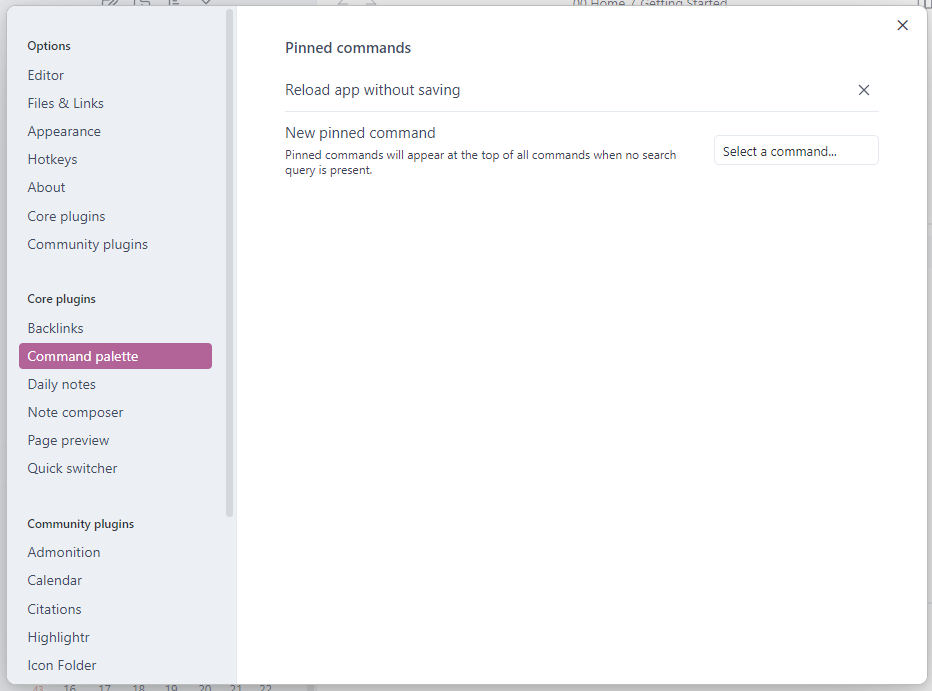 00 Home / Getting Started
Options
Editor
Files & Links
Appearance
Hotkeys
About
Core plugins
Community plugins
Core plugins
Backlinks
Command palette
Daily notes
Note composer
Page preview
Quick switcher
Community plugins
Admonition
Calendar
Citations
Highlightr
Icon Folder
Pinned commands
Reload app without saving
New pinned command
Pinned commands will appear at the top of all commands when no search
query is present.
Select a command...
43 16 17 18 19 20 21 22